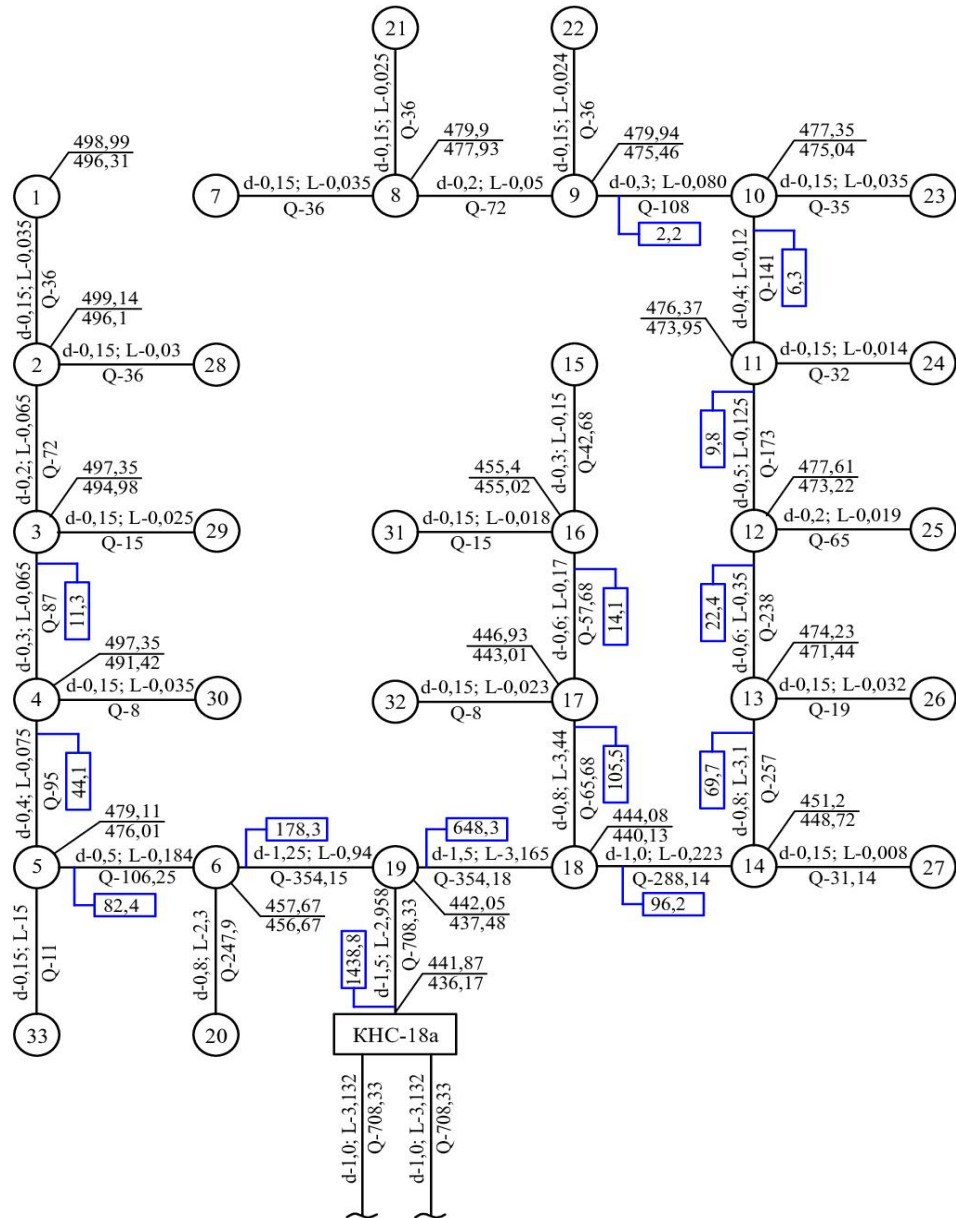 21
22
d-0,15; L-0,025
Q-36
d-0,15; L-0,024
Q-36
498,99
496,31
479,9
477,93
479,94
475,46
477,35
475,04
1
7
d-0,15; L-0,035
Q-36
8
d-0,2; L-0,05
Q-72
9
d-0,3; L-0,080
Q-108
10
d-0,15; L-0,035
Q-35
23
2,2
d-0,15; L-0,035
Q-36
d-0,4; L-0,12
Q-141
6,3
499,14
496,1
476,37
473,95
2
d-0,15; L-0,03
Q-36
28
15
11
d-0,15; L-0,014
Q-32
24
d-0,2; L-0,065
Q-72
d-0,3; L-0,15
Q-42,68
9,8
d-0,5; L-0,125
Q-173
497,35
494,98
455,4
455,02
477,61
473,22
3
d-0,15; L-0,025
Q-15
29
31
d-0,15; L-0,018
Q-15
16
12
d-0,2; L-0,019
Q-65
25
d-0,3; L-0,065
Q-87
11,3
d-0,6; L-0,17
Q-57,68
14,1
22,4
d-0,6; L-0,35
Q-238
497,35
491,42
446,93
443,01
474,23
471,44
4
d-0,15; L-0,035
Q-8
30
32
d-0,15; L-0,023
Q-8
17
13
d-0,15; L-0,032
Q-19
26
d-0,4; L-0,075
Q-95
44,1
d-0,8; L-3,44
Q-65,68
105,5
69,7
d-0,8; L-3,1
Q-257
479,11
476,01
178,3
648,3
444,08
440,13
451,2
448,72
5
d-0,5; L-0,184
Q-106,25
6
d-1,25; L-0,94
Q-354,15
19
d-1,5; L-3,165
Q-354,18
18
d-1,0; L-0,223
Q-288,14
14
d-0,15; L-0,008
Q-31,14
27
82,4
457,67
456,67
442,05
437,48
96,2
d-0,15; L-15
Q-11
d-0,8; L-2,3
Q-247,9
1438,8
d-1,5; L-2,958
Q-708,33
441,87
436,17
33
20
КНС-18а
d-1,0; L-3,132
Q-708,33
d-1,0; L-3,132
Q-708,33